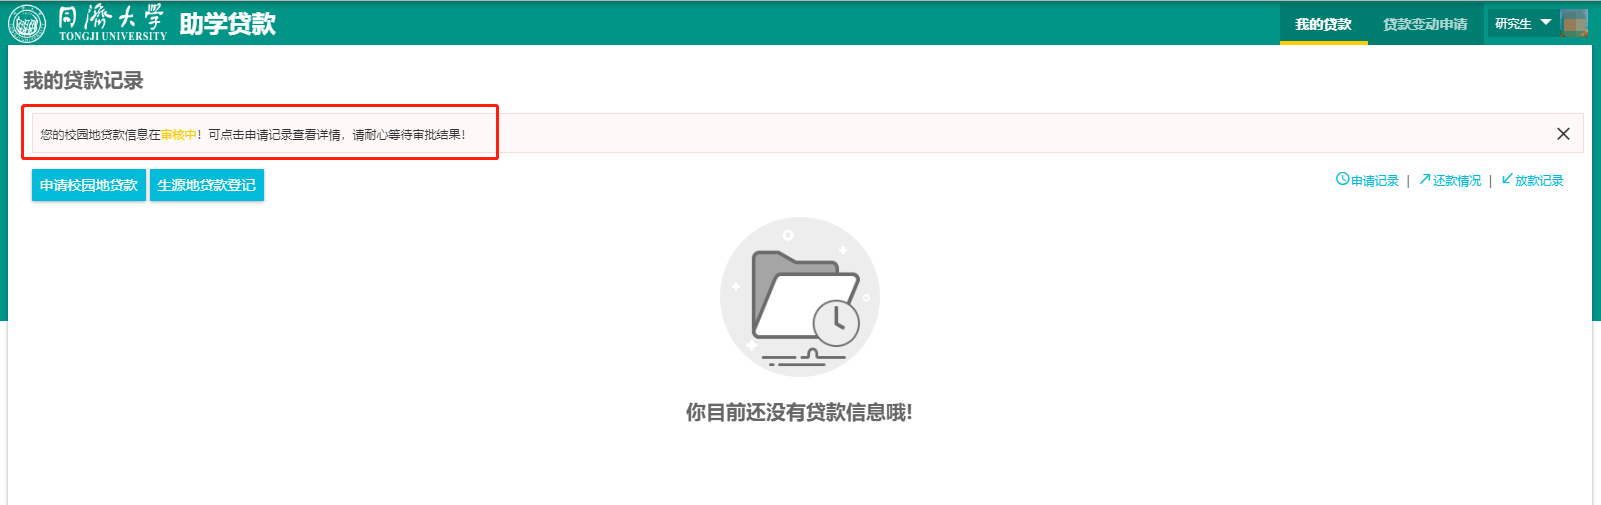 同濟大学
TONGJI UNIVERSITY
助学贷款
我的贷款
贷款变动申请
研究生
我的贷款记录
您的校园地贷款信息在审核中！可点击申请记录查看详情，请耐心等待审批结果！
申请校园地贷款
生源地贷款登记
申请记录 | 还款情况 | 放款记录
你目前还没有贷款信息哦!